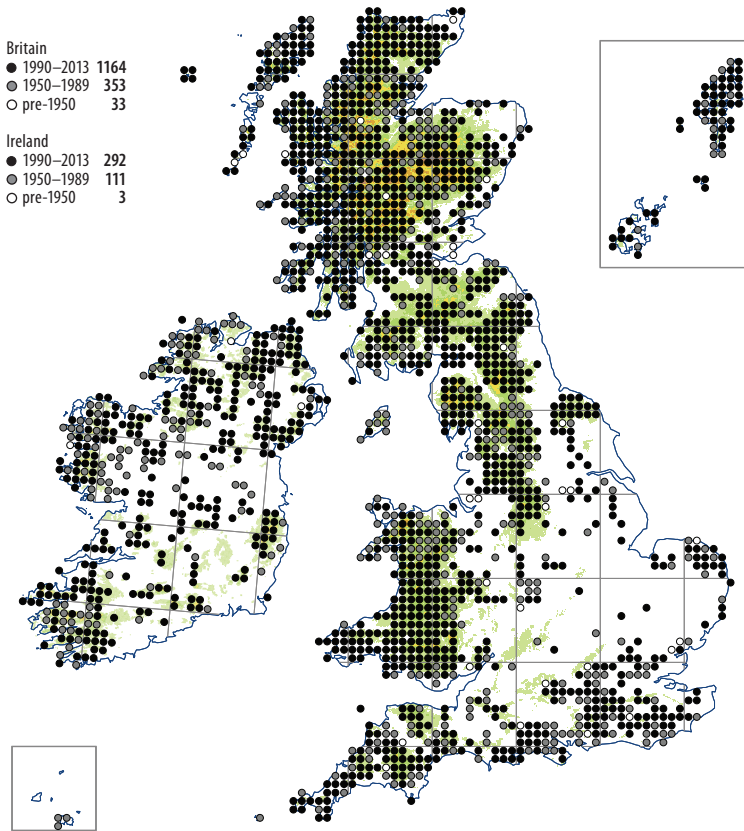 Britain
1990–2013 1164
1950–1989 353
pre-1950 33
Ireland
1990–2013 292
1950–1989 111
pre-1950 3